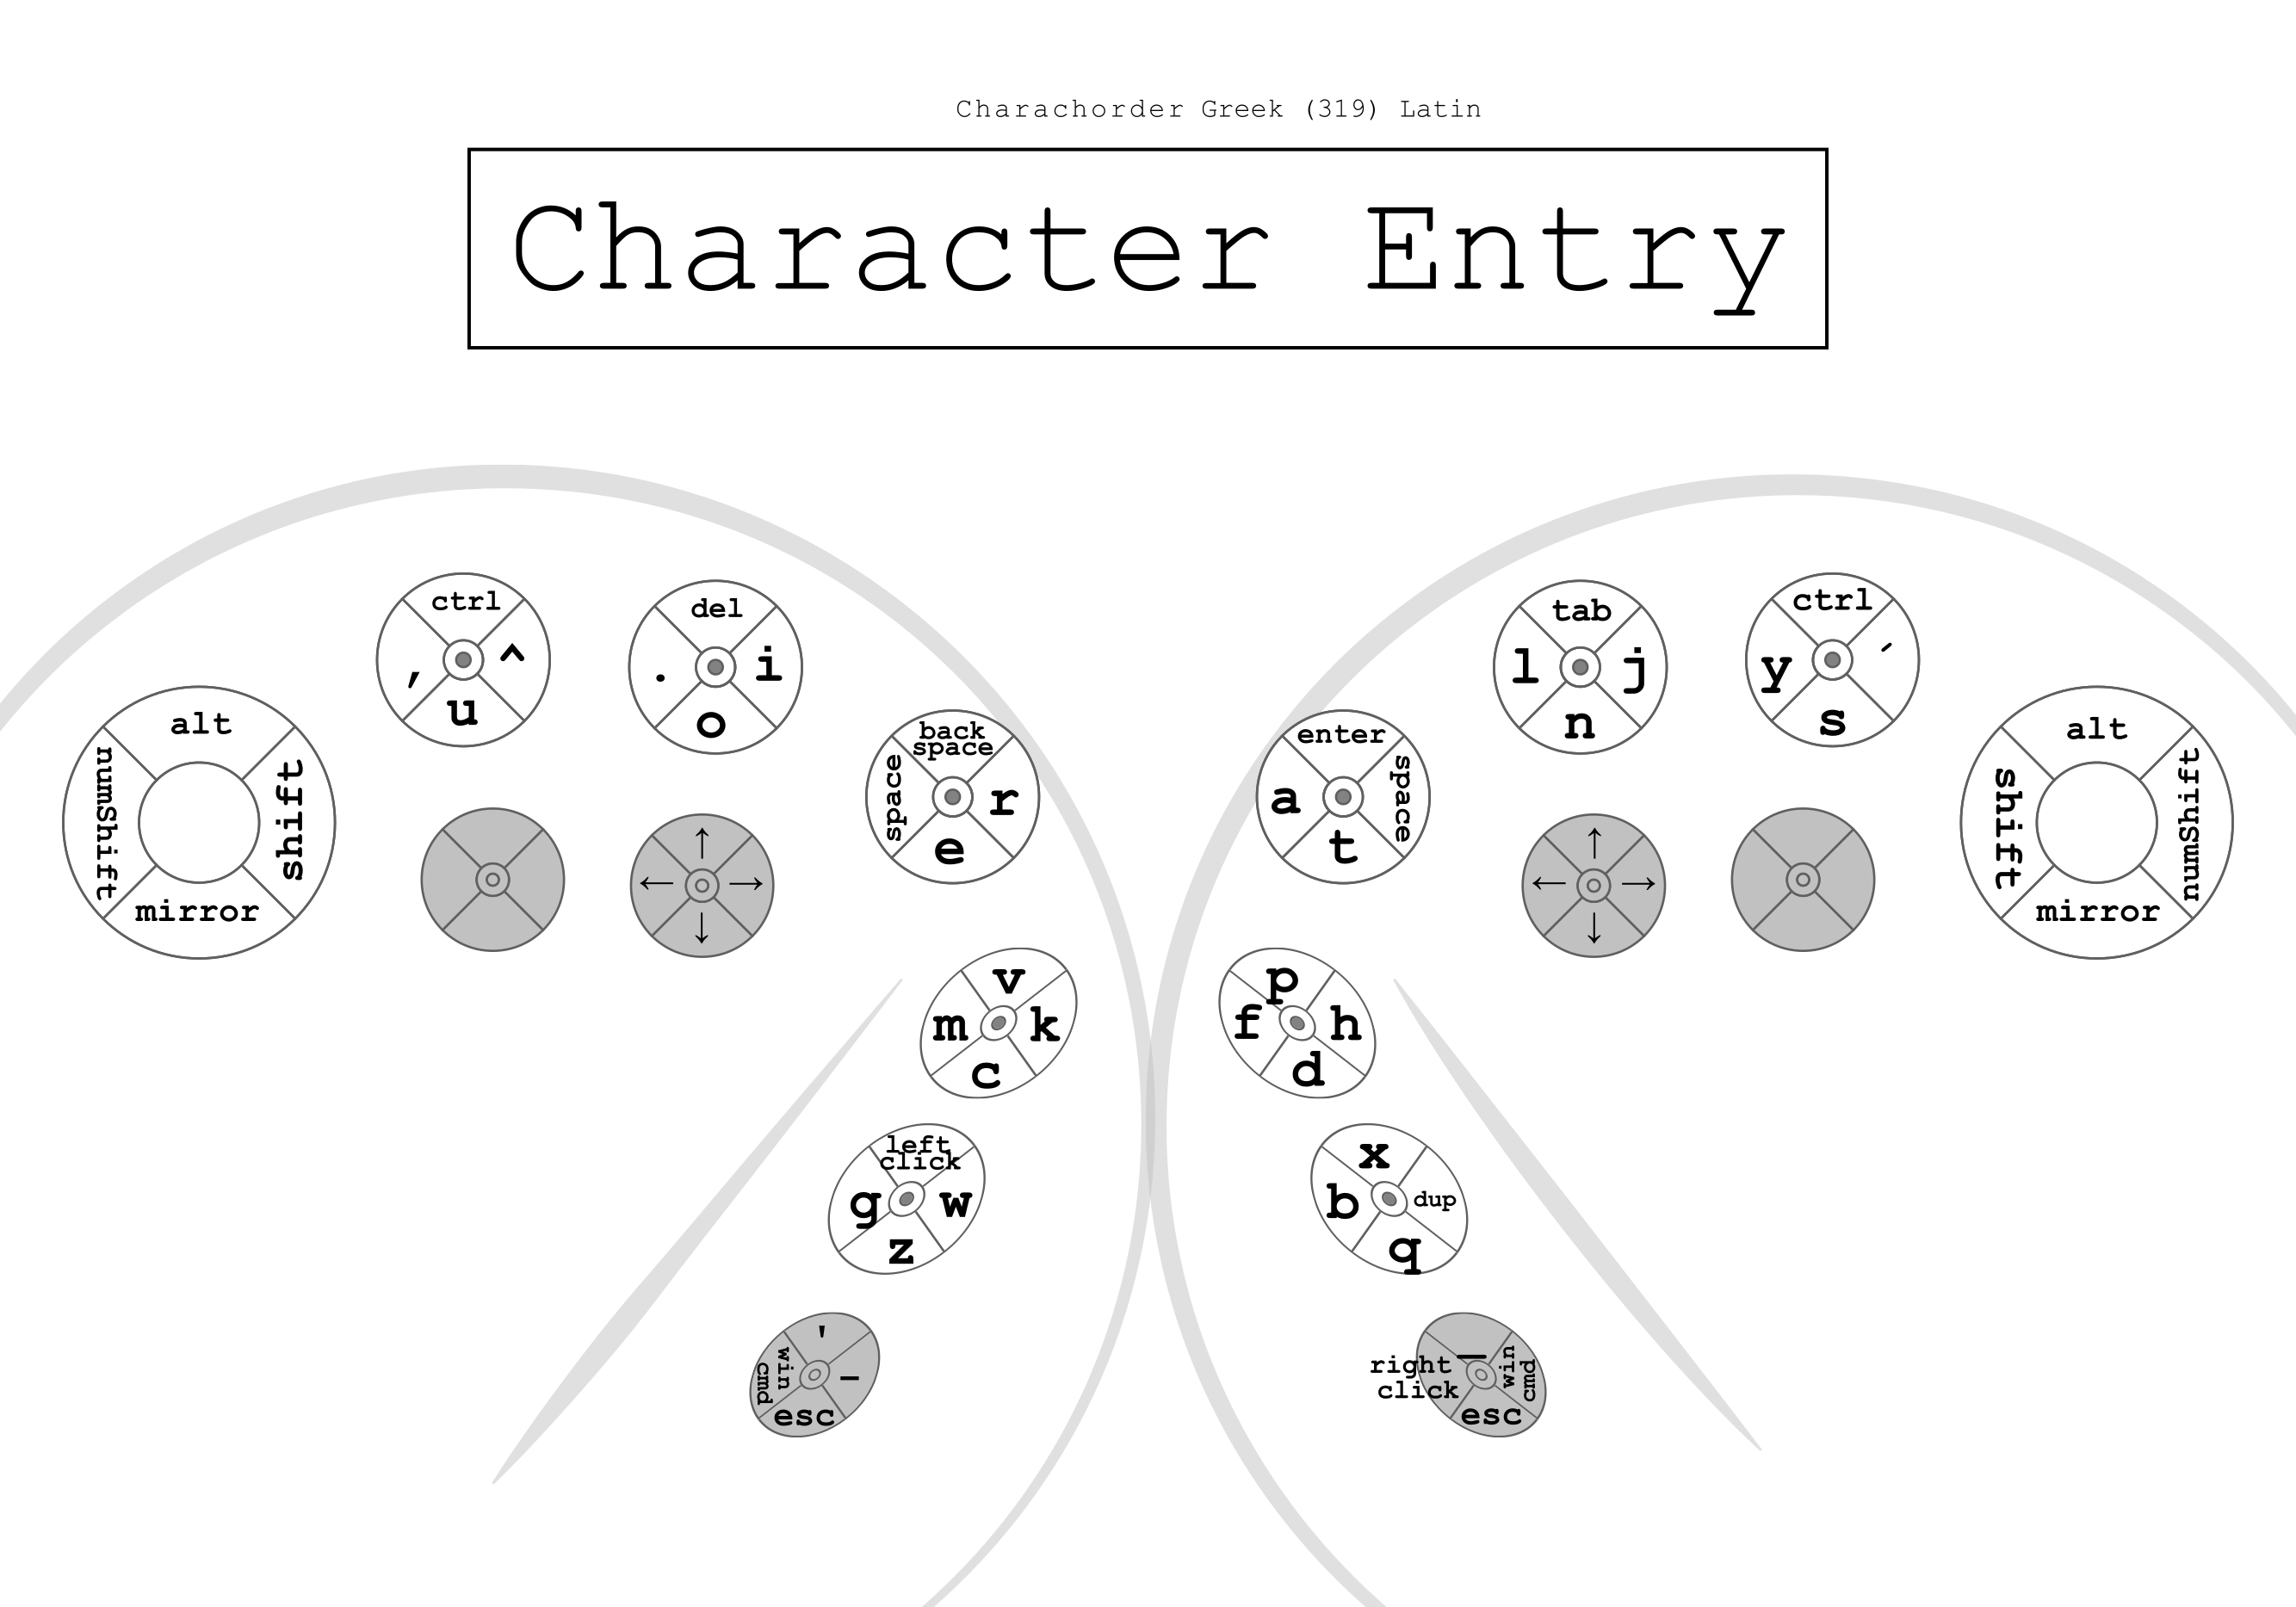 Charachorder Greek (319) Latin
Character Entry
alt
numShift
shift
mirror
ctrl
,
^
u
del
.
i
o
back
space
space
r
e
↑
← →
↓
v
m k
c
left
click
g w
z
'
win
cmd
–
esc
enter
a
space
t
tab
l j
n
ctrl
y ´
s
↑
← →
↓
alt
shift
numShift
mirror
p
f h
d
x
b dup
q
—
right
click
win
cmd
esc